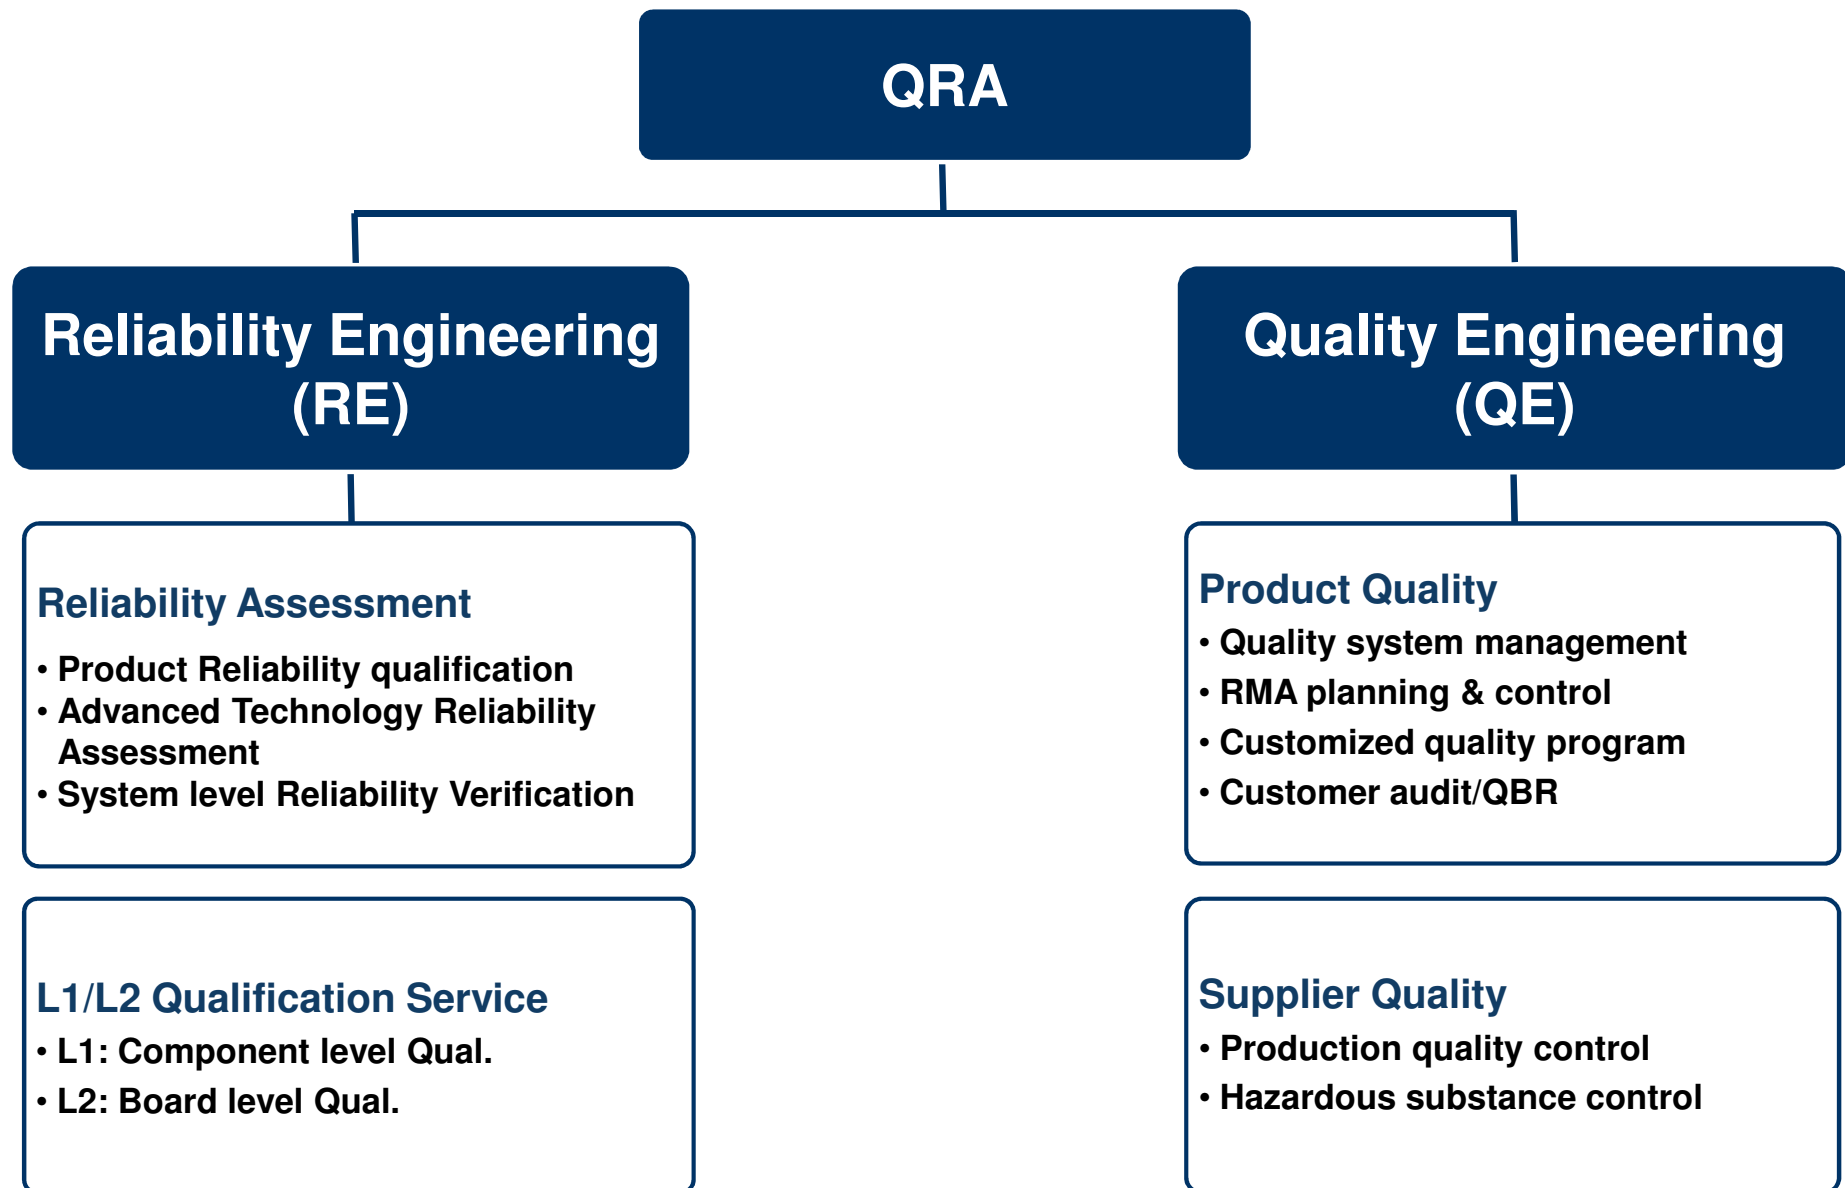 QRA
Reliability Engineering
(RE)
Reliability Assessment
• Product Reliability qualification
• Advanced Technology Reliability
Assessment
• System level Reliability Verification
L1/L2 Qualification Service
• L1: Component level Qual.
• L2: Board level Qual.
Quality Engineering
(QE)
Product Quality
• Quality system management
• RMA planning & control
• Customized quality program
• Customer audit/QBR
Supplier Quality
• Production quality control
• Hazardous substance control